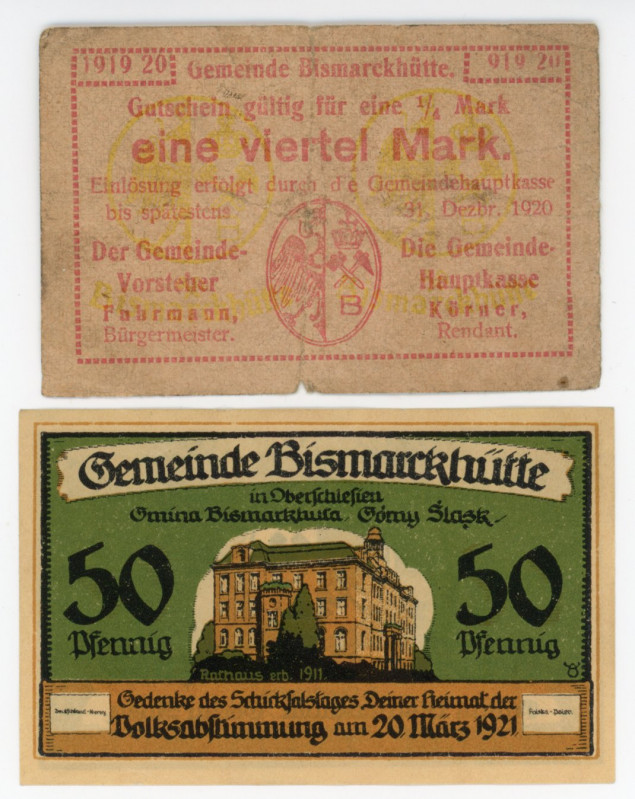 1919 20
Gemeinde Bismarckhütte.
919 20
Gutschein gültig für eine 1/4 Mark
eine viertel Mark.
Einlösung erfolgt durch d e Gemeindehauptkasse
bis spätestens 31. Dezbr. 1920
Der Gemeinde-
Vorsteher
Fuhrmann,
Bürgermeister.
B
Die Gemeinde-
Hauptkasse
Körner,
Rendant.
Gemeinde Bismarckhütte
in Oberschlesien
Gmina Bismarkhuta Górny Śląsk
50
Pfennig
50
Pfennig
Rathaus erb. 1911.
Gedenke des Schicksalstages Deiner Heimat, der
Volksabstimmung am 20. März 1921
Polska - Polen